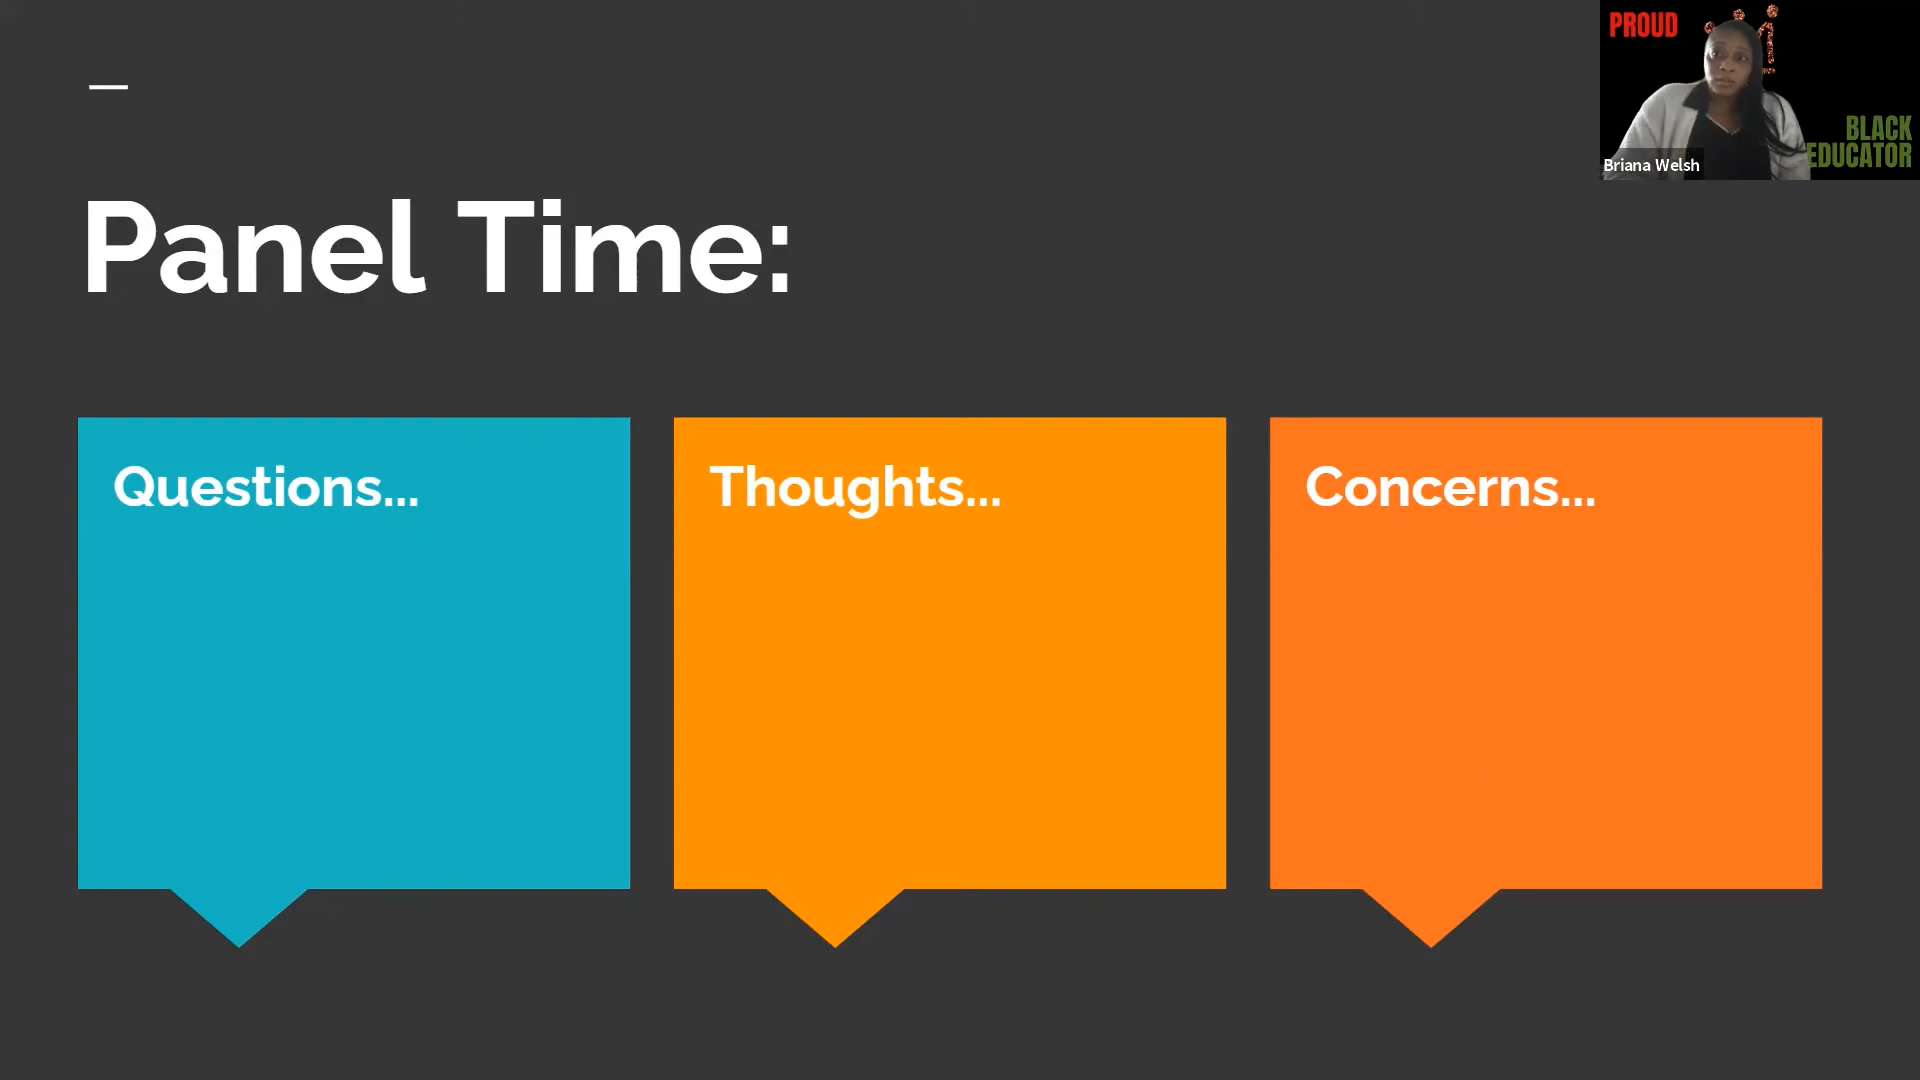 PROUD
BLACK
EDUCATOR
Briana Welsh
Panel Time:
Questions...
Thoughts...
Concerns...